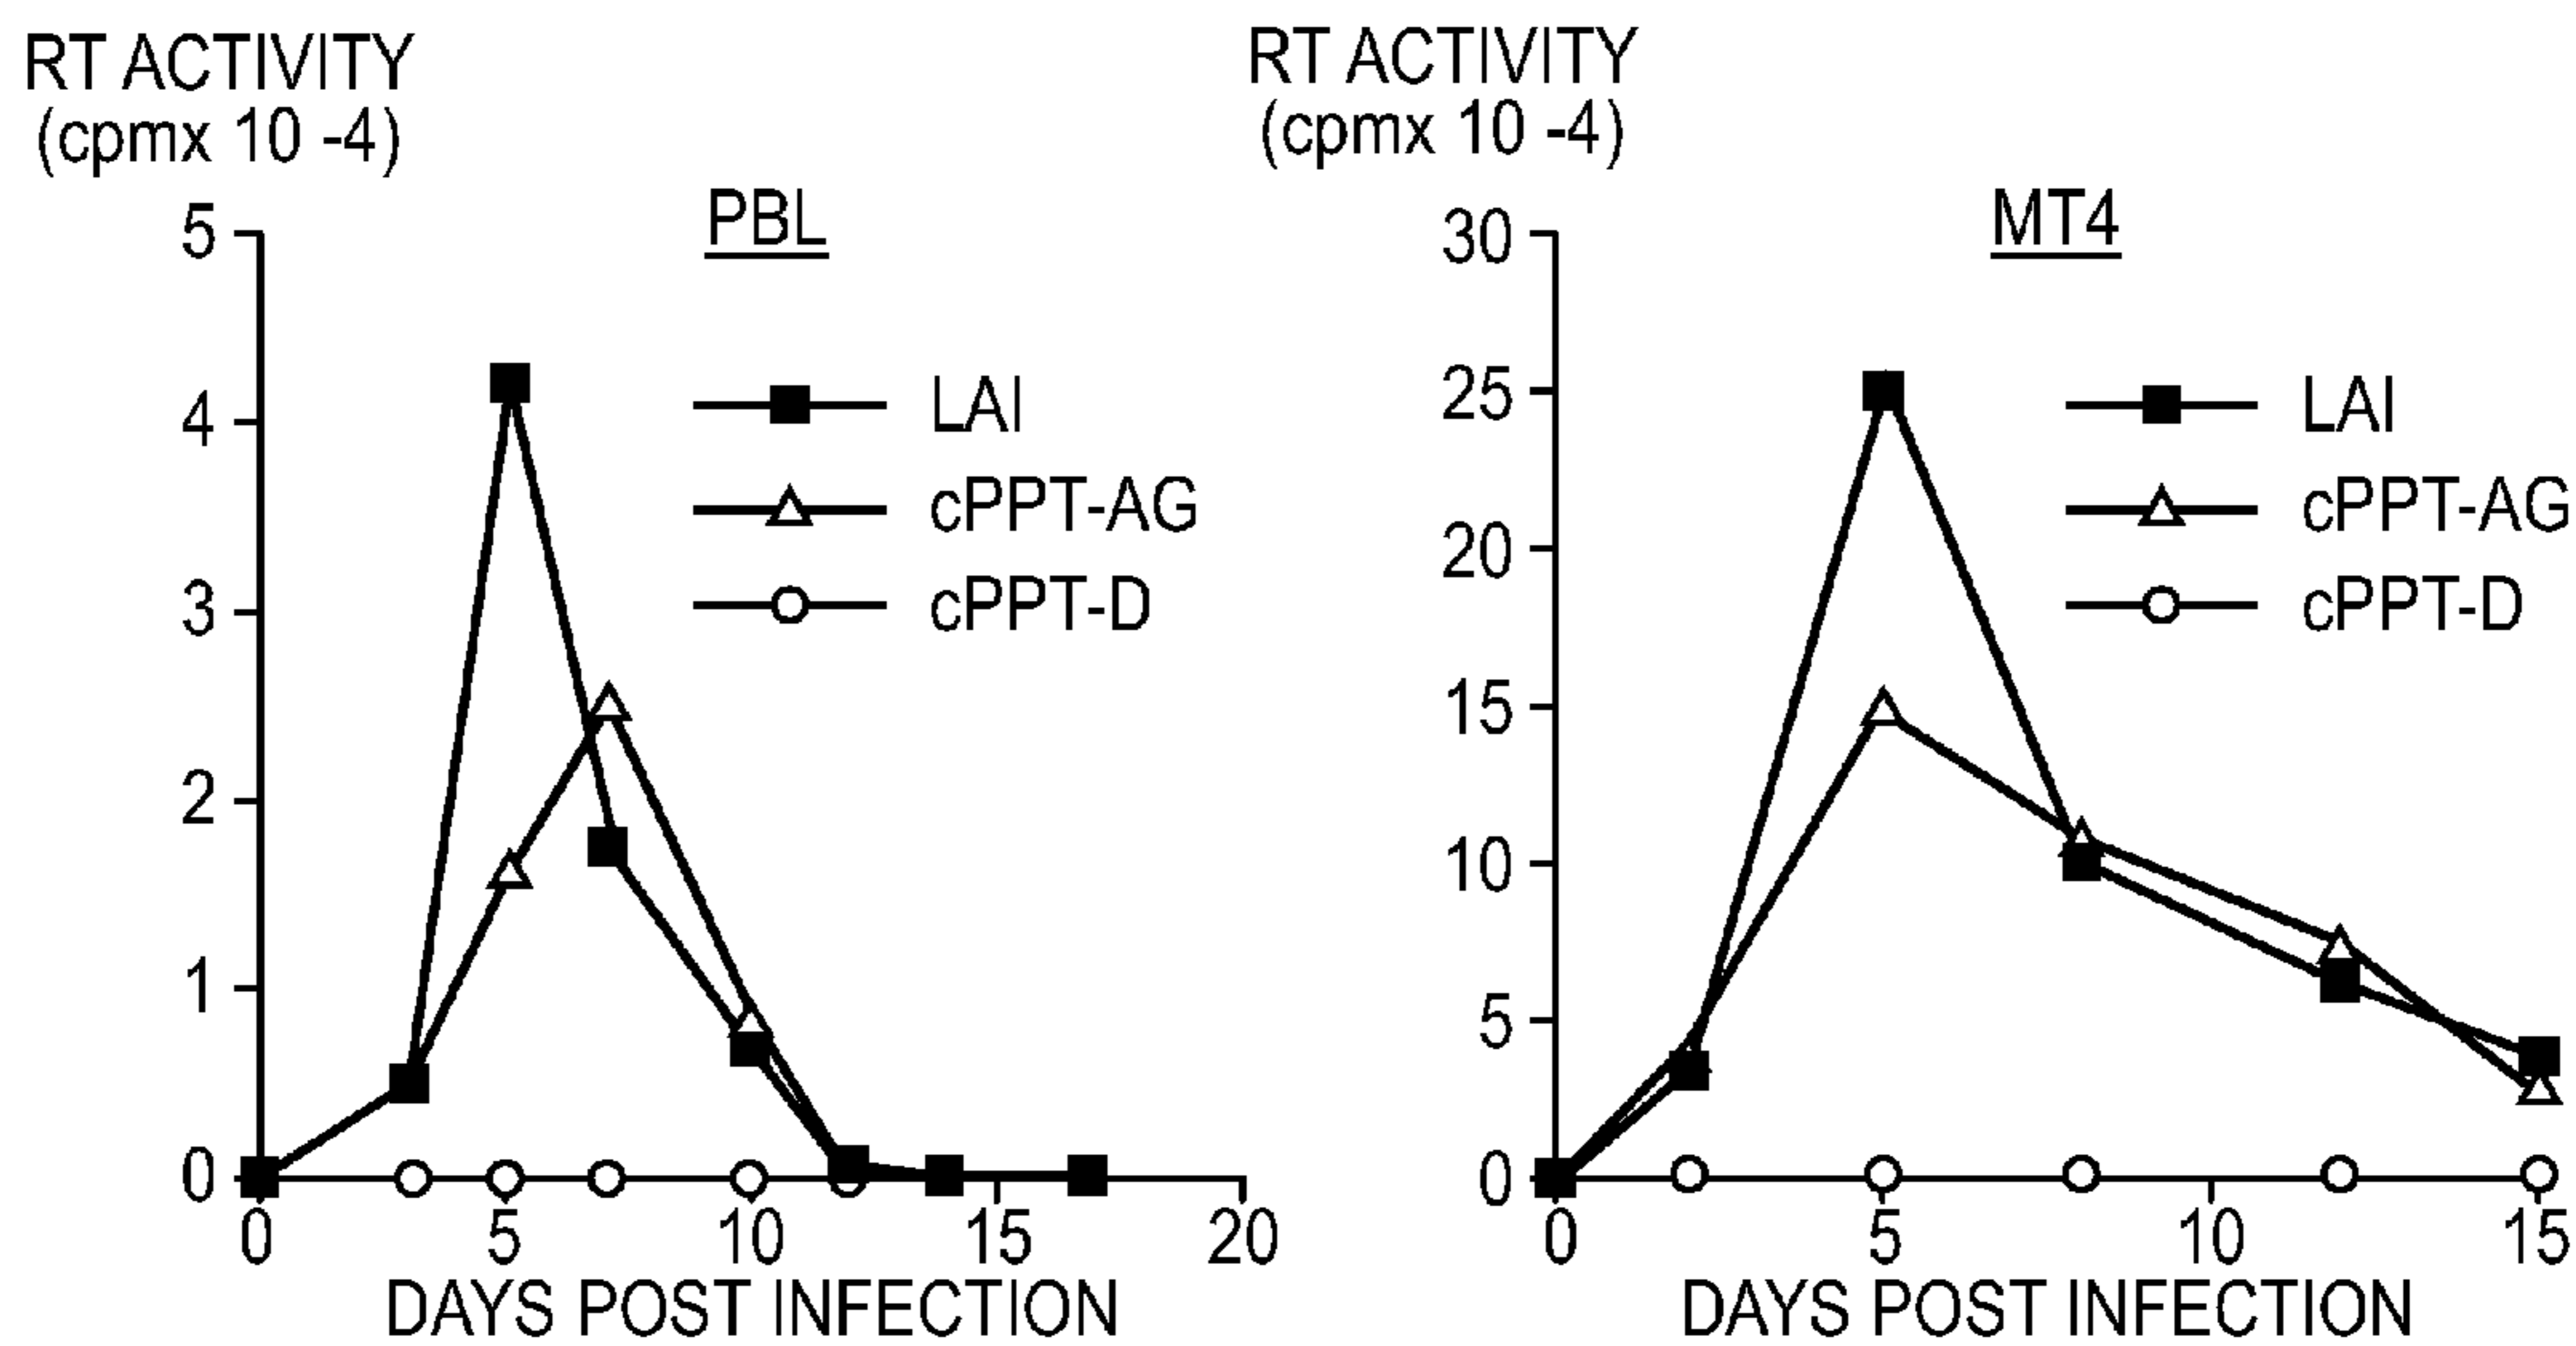 RT ACTIVITY
(cpmx 10 -4)
PBL
5
4
3
2
1
0
LAI
cPPT-AG
cPPT-D
0 5 10 15 20
DAYS POST INFECTION
RT ACTIVITY
(cpmx 10 -4)
MT4
30
25
20
15
10
5
0
LAI
cPPT-AG
cPPT-D
0 5 10 15
DAYS POST INFECTION